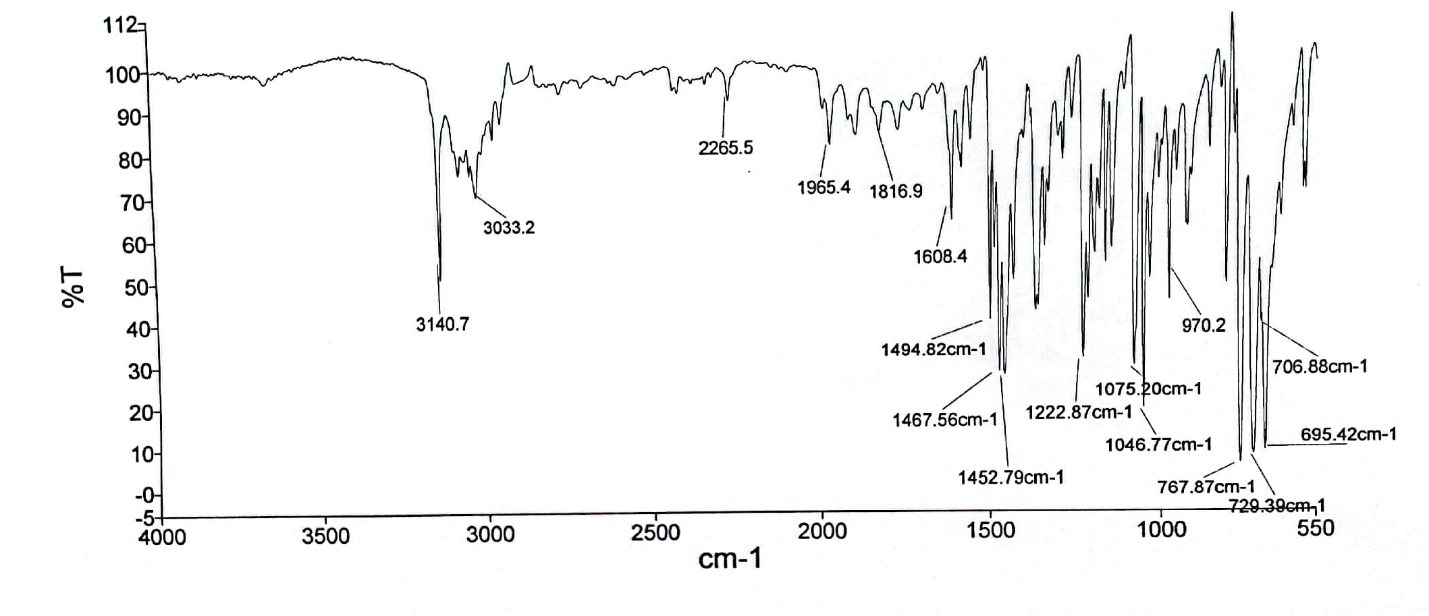 112
100
90
80
70
60
50
40
30
20
10
-0
-5
%T
3140.7
3033.2
2265.5
1965.4
1816.9
1608.4
1494.82cm-1
1467.56cm-1
1452.79cm-1
1222.87cm-1
1075.20cm-1
1046.77cm-1
970.2
767.87cm-1
729.39cm-1
706.88cm-1
695.42cm-1
4000 3500 3000 2500 2000 1500 1000 550
cm-1